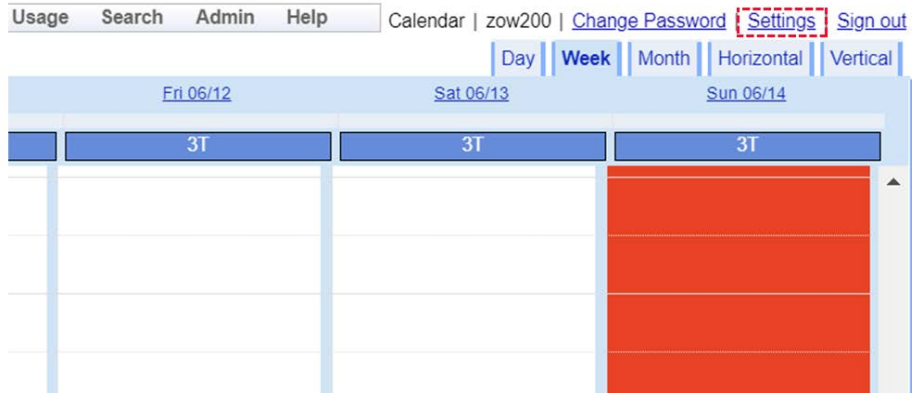 Usage Search Admin Help Calendar | zow200 | Change Password | Settings | Sign out
Day Week Month Horizontal Vertical
Fri 06/12 Sat 06/13 Sun 06/14
3T 3T 3T